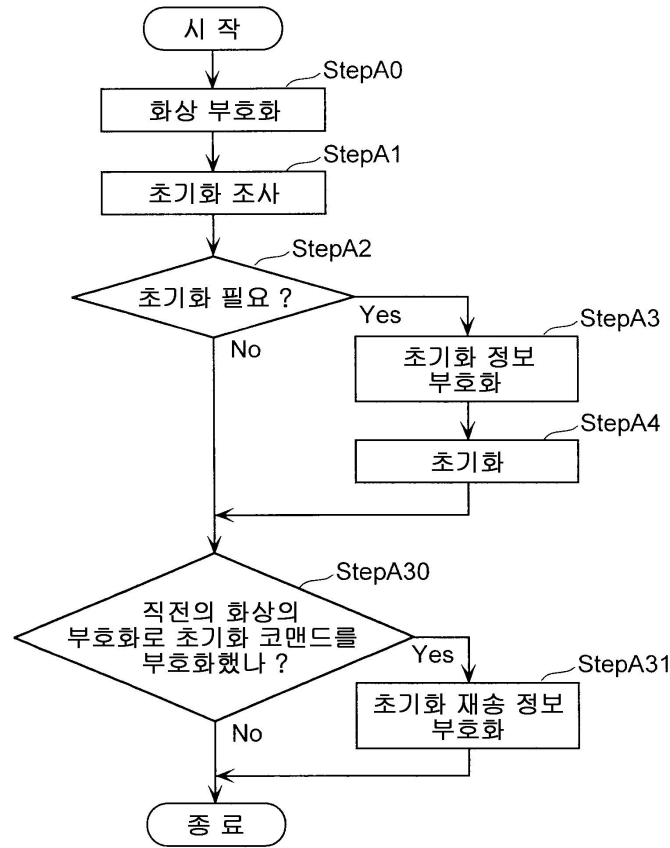 시 작
StepA0
화상 부호화
StepA1
초기화 조사
StepA2
초기화 필요 ?
Yes
No
StepA3
초기화 정보
부호화
StepA4
초기화
StepA30
직전의 화상의
부호화로 초기화 코맨드를
부호화했나 ?
Yes
No
StepA31
초기화 재송 정보
부호화
종 료